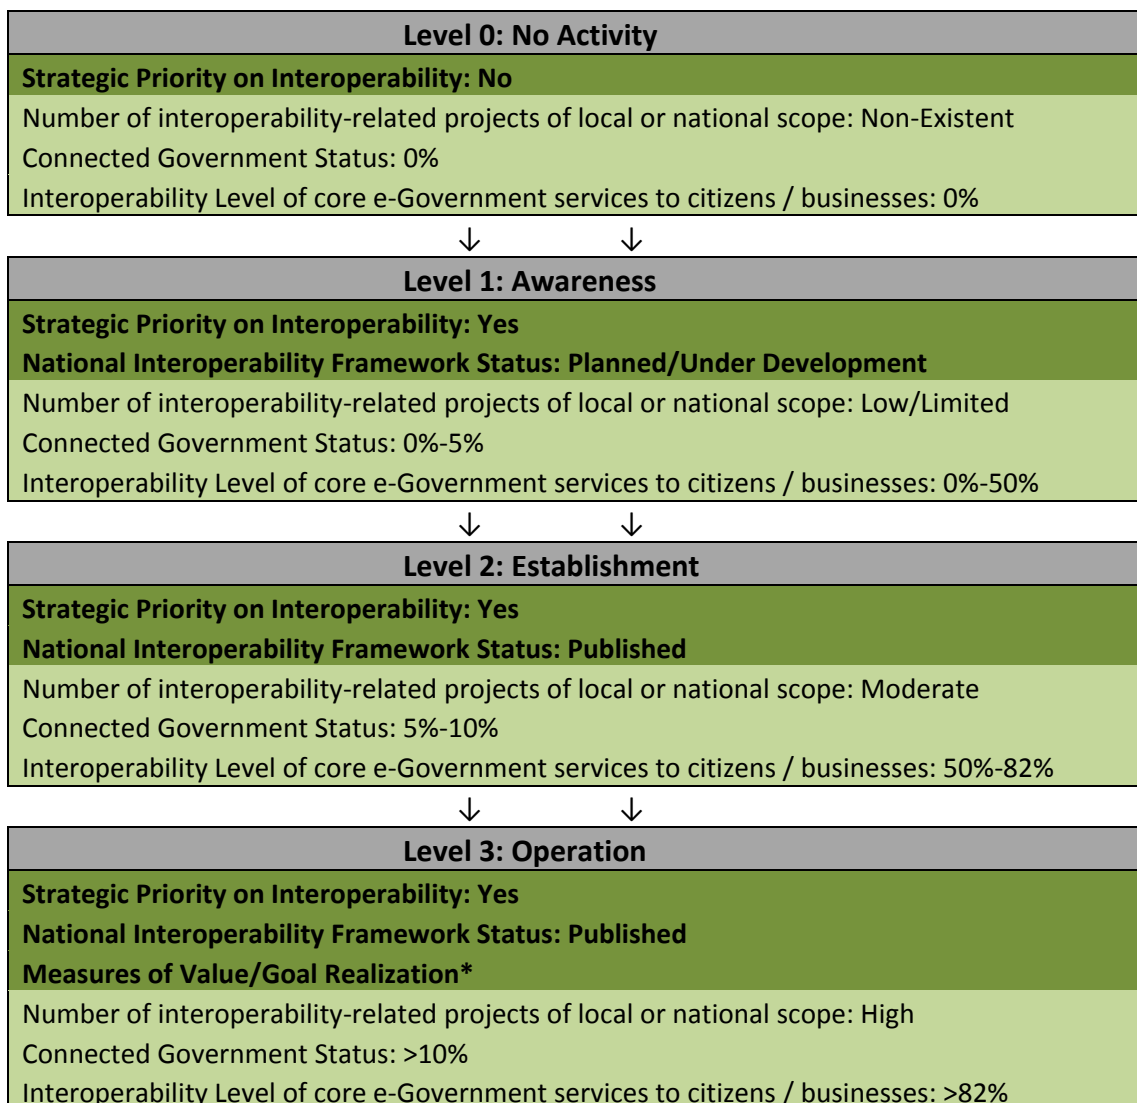 Level 0: No Activity
Strategic Priority on Interoperability: No
Number of interoperability-related projects of local or national scope: Non-Existent
Connected Government Status: 0%
Interoperability Level of core e-Government services to citizens / businesses: 0%
↓ ↓
Level 1: Awareness
Strategic Priority on Interoperability: Yes
National Interoperability Framework Status: Planned/Under Development
Number of interoperability-related projects of local or national scope: Low/Limited
Connected Government Status: 0%-5%
Interoperability Level of core e-Government services to citizens / businesses: 0%-50%
↓ ↓
Level 2: Establishment
Strategic Priority on Interoperability: Yes
National Interoperability Framework Status: Published
Number of interoperability-related projects of local or national scope: Moderate
Connected Government Status: 5%-10%
Interoperability Level of core e-Government services to citizens / businesses: 50%-82%
↓ ↓
Level 3: Operation
Strategic Priority on Interoperability: Yes
National Interoperability Framework Status: Published
Measures of Value/Goal Realization*
Number of interoperability-related projects of local or national scope: High
Connected Government Status: >10%
Interoperability Level of core e-Government services to citizens / businesses: >82%